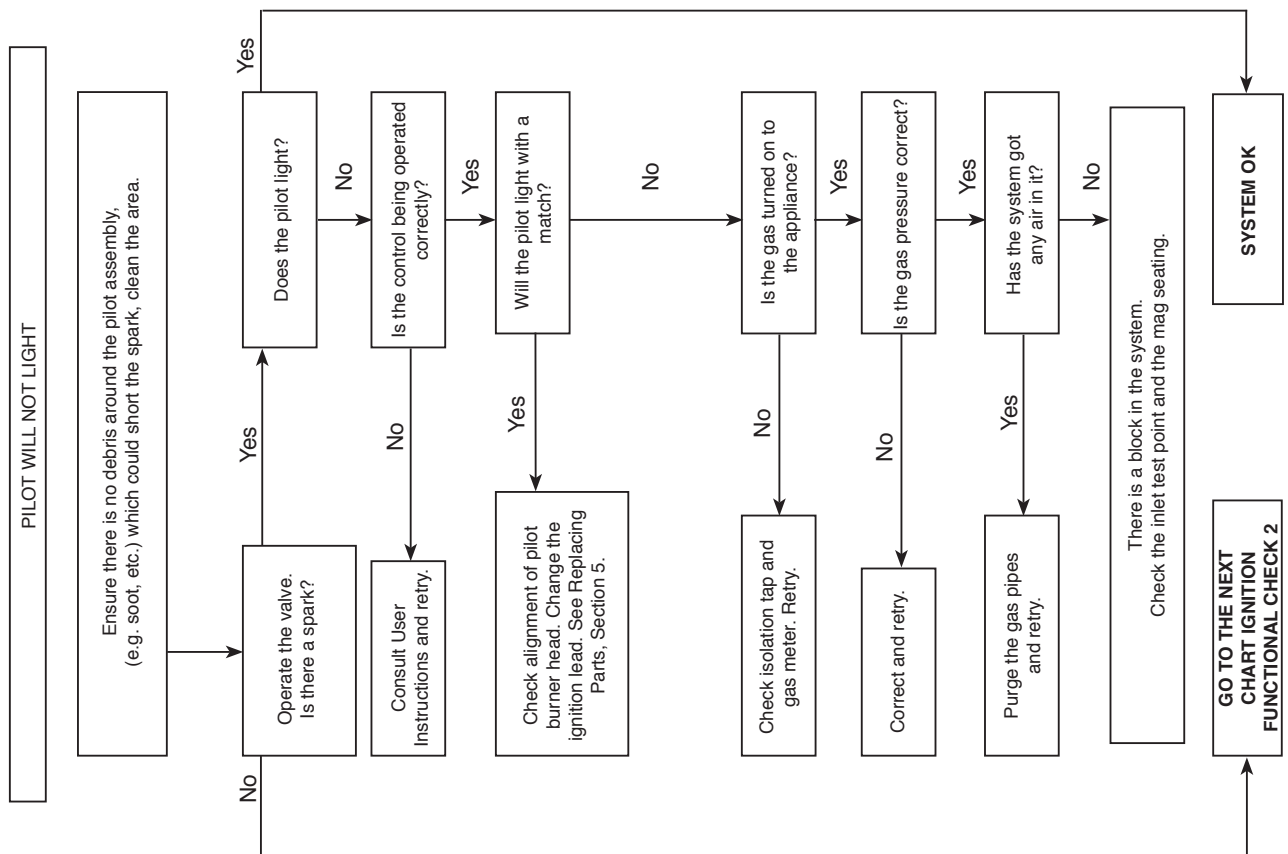 PILOT WILL NOT LIGHT
Ensure there is no debris around the pilot assembly,
(e.g. soot, etc.) which could short the spark, clean the area.
Operate the valve.
Is there a spark?
No
Yes
Does the pilot light?
Yes
No
Is the control being operated
correctly?
No
Consult User
Instructions and retry.
Yes
Will the pilot light with a
match?
Yes
Check alignment of pilot
burner head. Change the
ignition lead. See Replacing
Parts, Section 5.
No
Is the gas turned on to
the appliance?
No
Check isolation tap and
gas meter. Retry.
Yes
Is the gas pressure correct?
No
Correct and retry.
Yes
Has the system got
any air in it?
Yes
Purge the gas pipes
and retry.
No
There is a block in the system.
Check the inlet test point and the mag seating.
GO TO THE NEXT
CHART IGNITION
FUNCTIONAL CHECK 2
SYSTEM OK